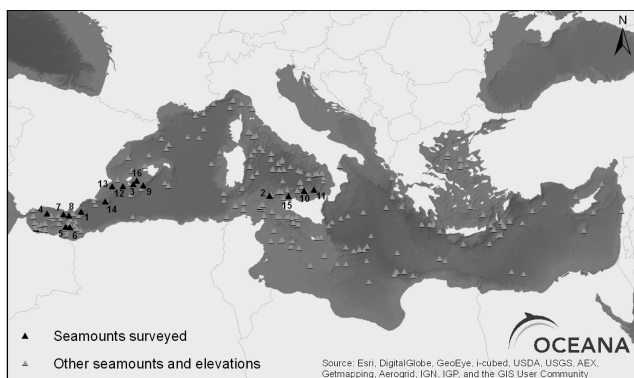 N
16
13
12
3
9
14
2
10
11
15
4
7
8
1
5
6
Seamounts surveyed
Other seamounts and elevations
OCEANA
Source: Esri, DigitalGlobe, GeoEye, i-cubed, USDA, USGS, AEX,
Getmapping, Aerogrid, IGN, IGP, and the GIS User Community